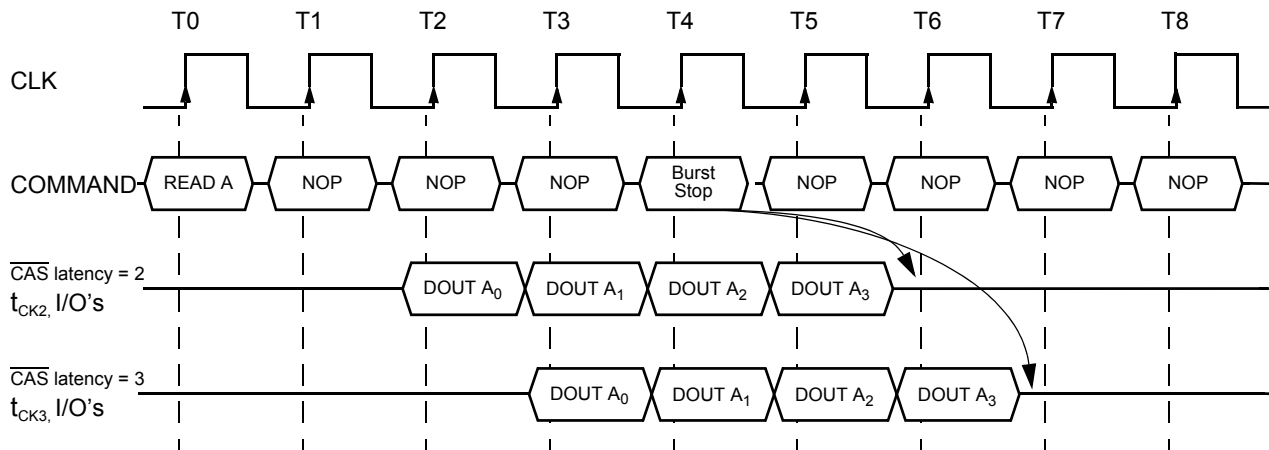 T0 T1 T2 T3 T4 T5 T6 T7 T8
CLK
COMMAND READ A NOP NOP NOP Burst Stop NOP NOP NOP NOP
CAS latency = 2
tCK2, I/O's DOUT A0 DOUT A1 DOUT A2 DOUT A3
CAS latency = 3
tCK3, I/O's DOUT A0 DOUT A1 DOUT A2 DOUT A3